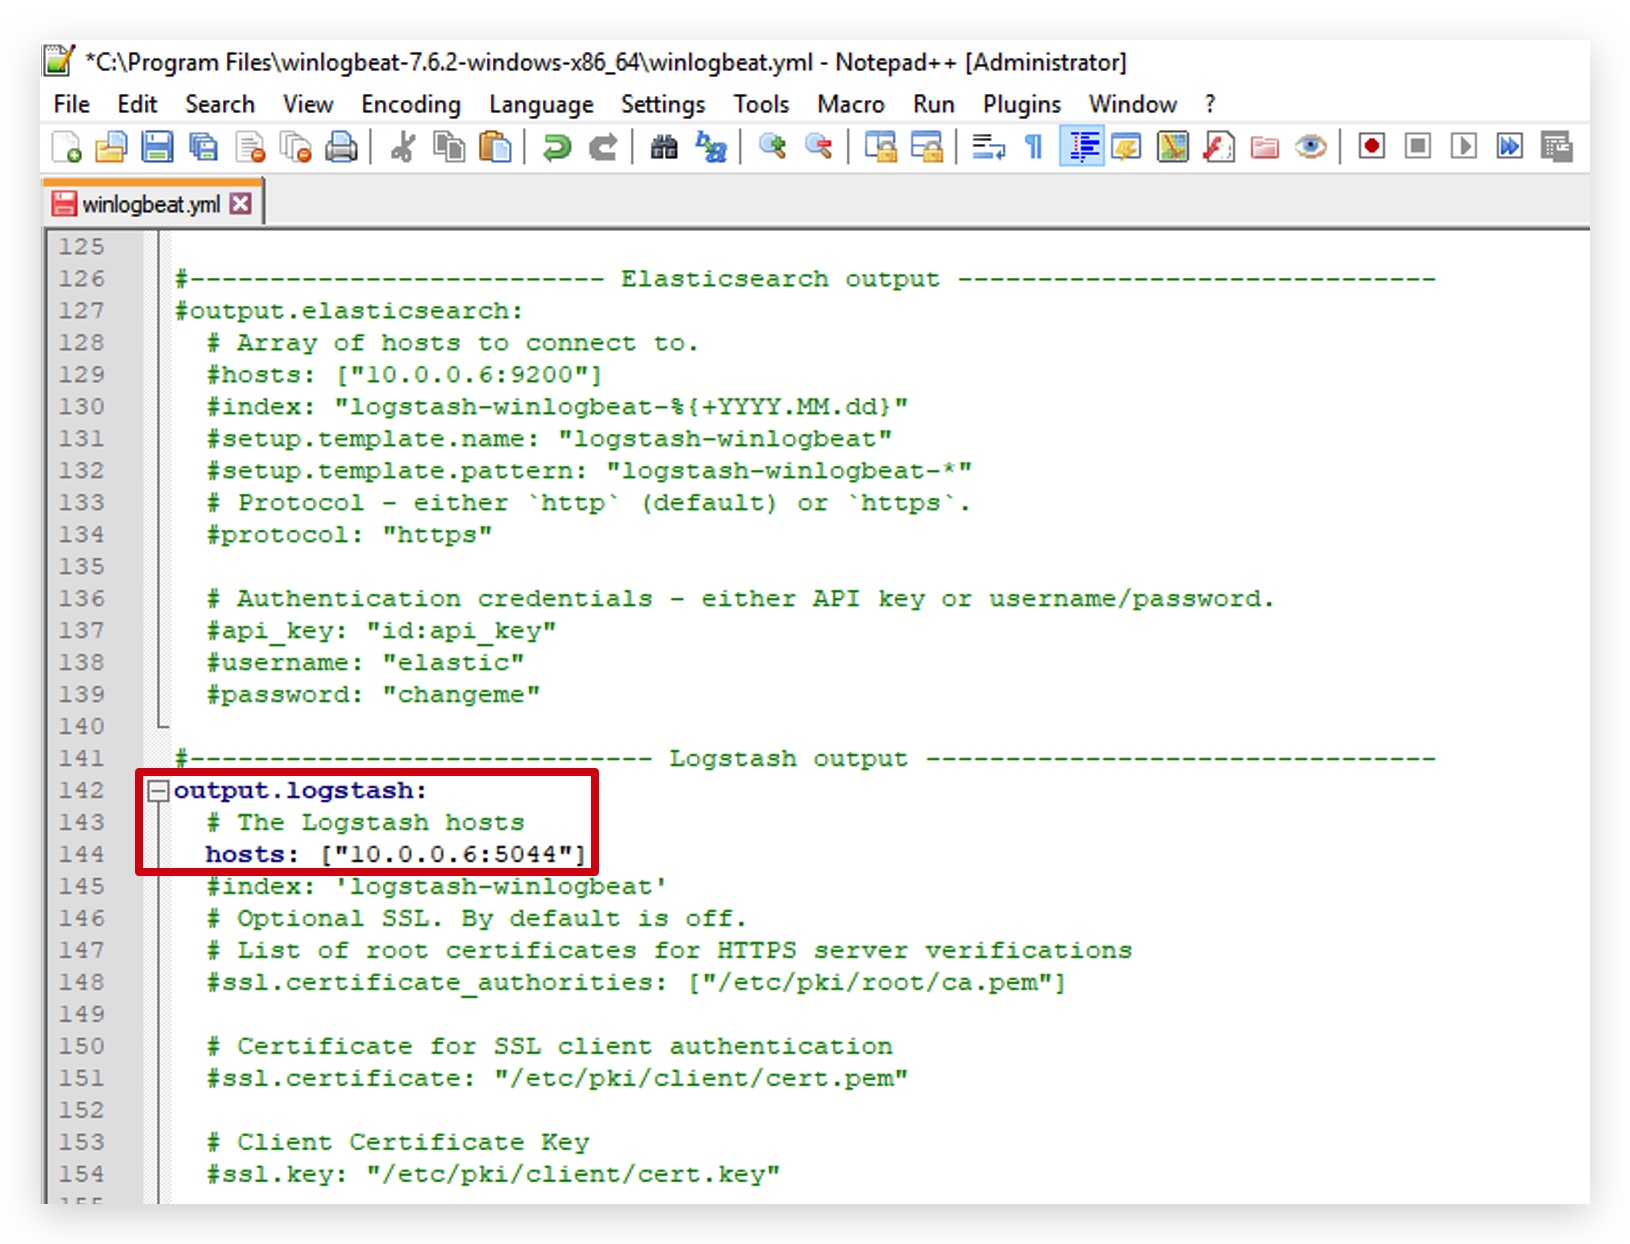 *C:\Program Files\winlogbeat-7.6.2-windows-x86_64\winlogbeat.yml - Notepad++ [Administrator]
File Edit Search View Encoding Language Settings Tools Macro Run Plugins Window ?
winlogbeat.yml
125
126 #-------------------------- Elasticsearch output ------------------------------
127 #output.elasticsearch:
128 # Array of hosts to connect to.
129 #hosts: ["10.0.0.6:9200"]
130 #index: "logstash-winlogbeat-%{+YYYY.MM.dd}"
131 #setup.template.name: "logstash-winlogbeat"
132 #setup.template.pattern: "logstash-winlogbeat-*"
133 # Protocol - either `http` (default) or `https`.
134 #protocol: "https"
135
136 # Authentication credentials - either API key or username/password.
137 #api_key: "id:api_key"
138 #username: "elastic"
139 #password: "changeme"
140
141 #----------------------------- Logstash output --------------------------------
142 output.logstash:
143 # The Logstash hosts
144 hosts: ["10.0.0.6:5044"]
145 #index: 'logstash-winlogbeat'
146 # Optional SSL. By default is off.
147 # List of root certificates for HTTPS server verifications
148 #ssl.certificate_authorities: ["/etc/pki/root/ca.pem"]
149
150 # Certificate for SSL client authentication
151 #ssl.certificate: "/etc/pki/client/cert.pem"
152
153 # Client Certificate Key
154 #ssl.key: "/etc/pki/client/cert.key"